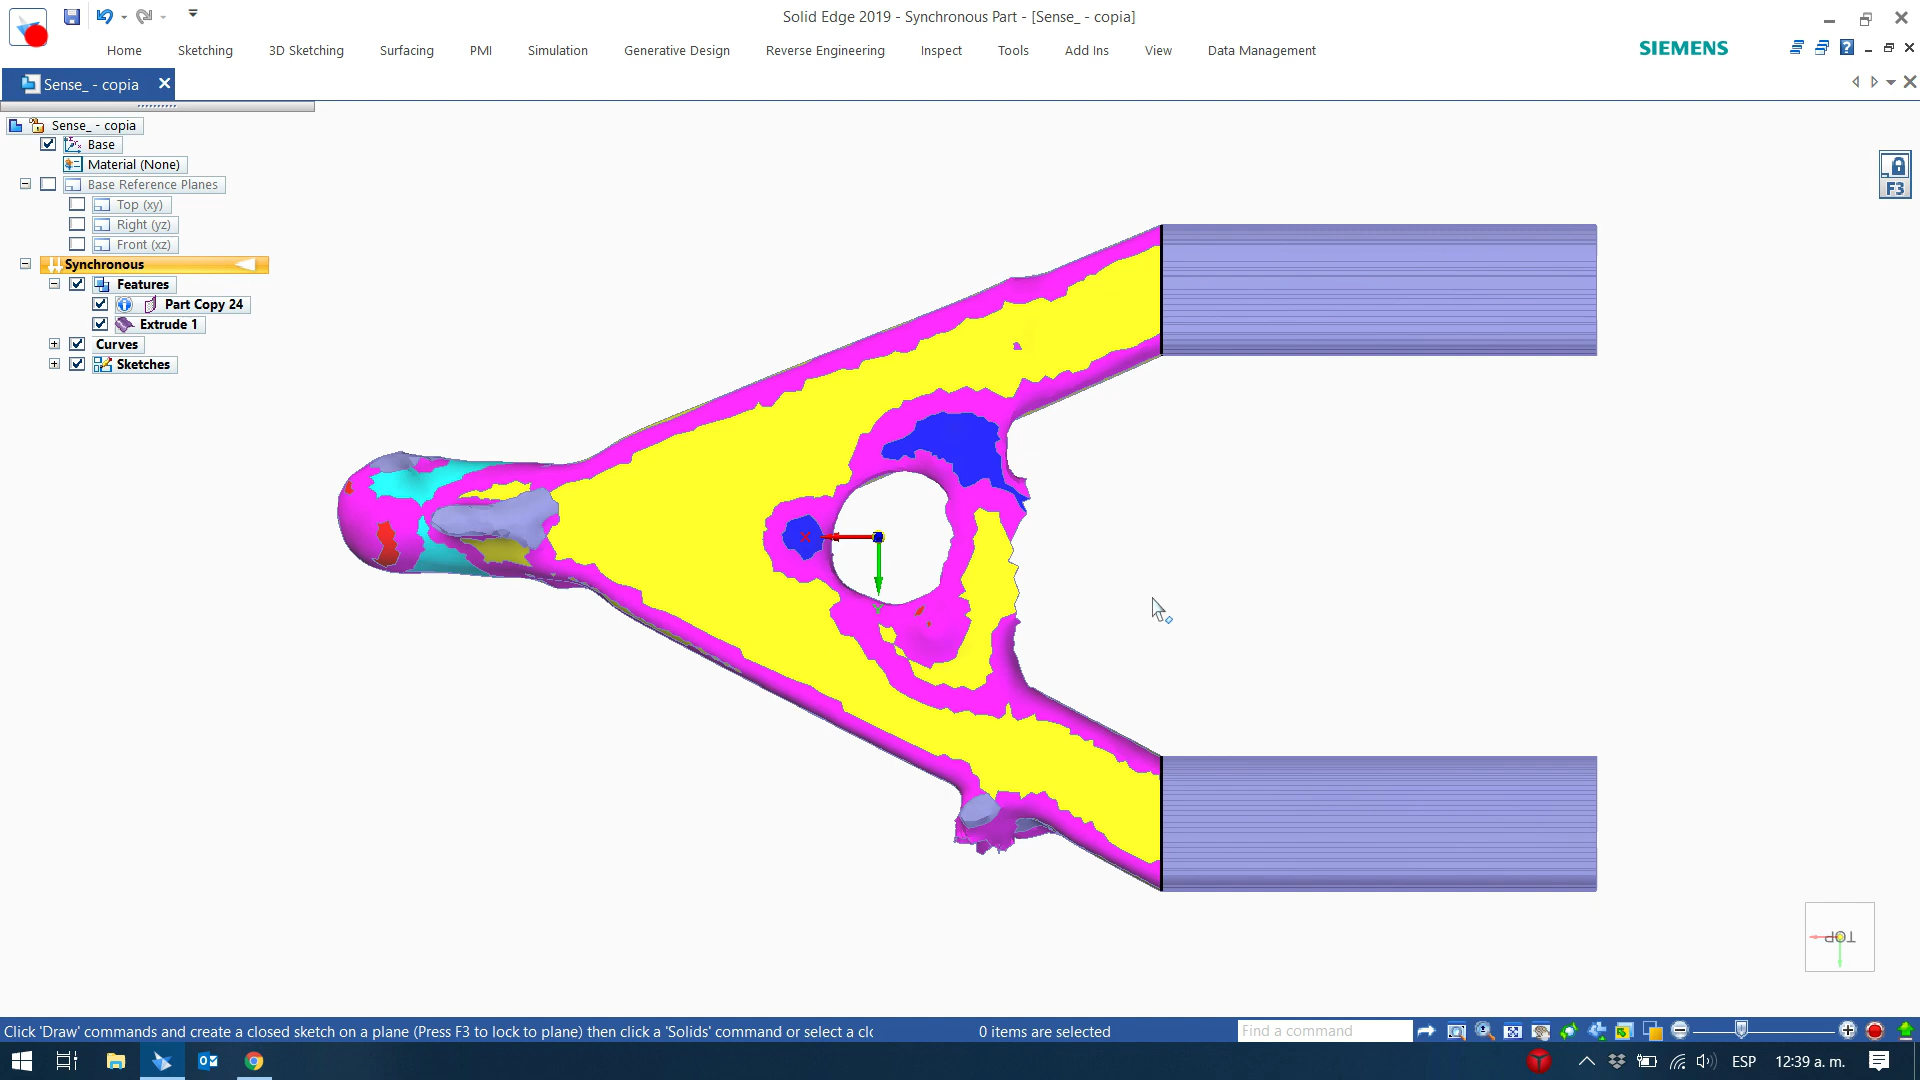 Solid Edge 2019 - Synchronous Part - [Sense_ - copia]
Home Sketching 3D Sketching Surfacing PMI Simulation Generative Design Reverse Engineering Inspect Tools Add Ins View Data Management
SIEMENS
Sense_ - copia
Sense_ - copia
Base
Material (None)
Base Reference Planes
Top (xy)
Right (yz)
Front (xz)
Synchronous
Features
Part Copy 24
Extrude 1
Curves
Sketches
F3
X
Y
TOP
Click 'Draw' commands and create a closed sketch on a plane (Press F3 to lock to plane) then click a 'Solids' command or select a clo
0 items are selected
Find a command
ESP
12:39 a. m.